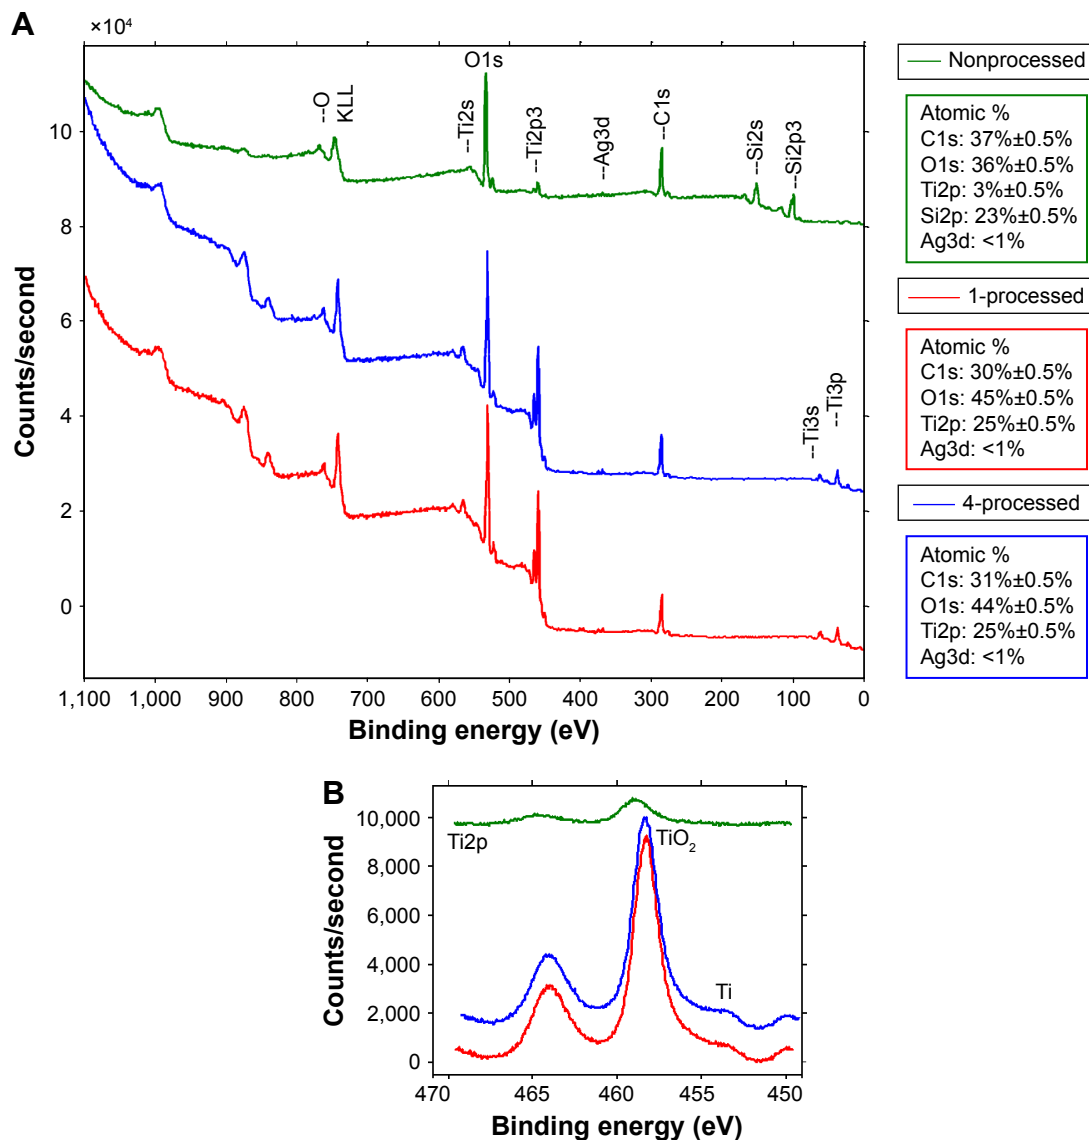 A
×10⁴
10
8
6
4
2
0
Counts/second
--O
KLL
--Ti2s
O1s
--Ti2p3
--Ag3d
--C1s
--Si2s
--Si2p3
--Ti3s
--Ti3p
1,100 1,000 900 800 700 600 500 400 300 200 100 0
Binding energy (eV)
Nonprocessed
Atomic %
C1s: 37%±0.5%
O1s: 36%±0.5%
Ti2p: 3%±0.5%
Si2p: 23%±0.5%
Ag3d: <1%
1-processed
Atomic %
C1s: 30%±0.5%
O1s: 45%±0.5%
Ti2p: 25%±0.5%
Ag3d: <1%
4-processed
Atomic %
C1s: 31%±0.5%
O1s: 44%±0.5%
Ti2p: 25%±0.5%
Ag3d: <1%
B
10,000
8,000
6,000
4,000
2,000
0
Counts/second
Ti2p
TiO₂
Ti
470 465 460 455 450
Binding energy (eV)